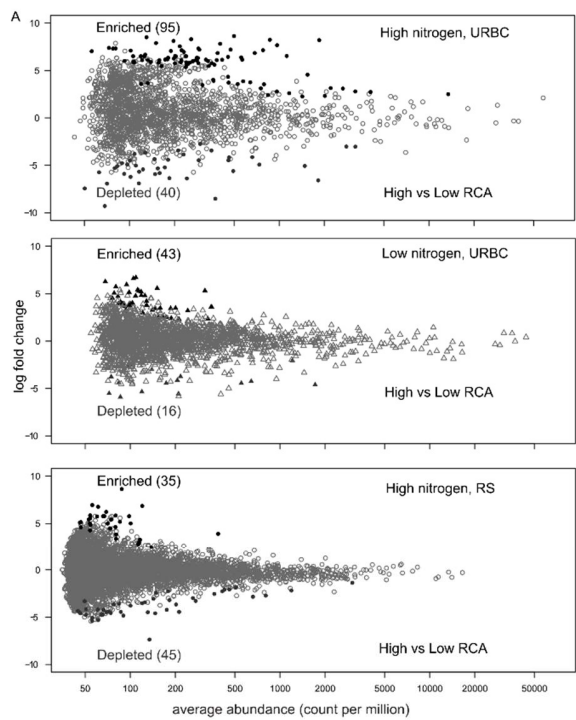 A
Enriched (95)
High nitrogen, URBC
10
5
0
−5
−10
Depleted (40)
High vs Low RCA
Enriched (43)
Low nitrogen, URBC
10
5
0
−5
−10
log fold change
Depleted (16)
High vs Low RCA
Enriched (35)
High nitrogen, RS
10
5
0
−5
−10
Depleted (45)
High vs Low RCA
50 100 200 500 1000 2000 5000 10000 20000 50000
average abundance (count per million)